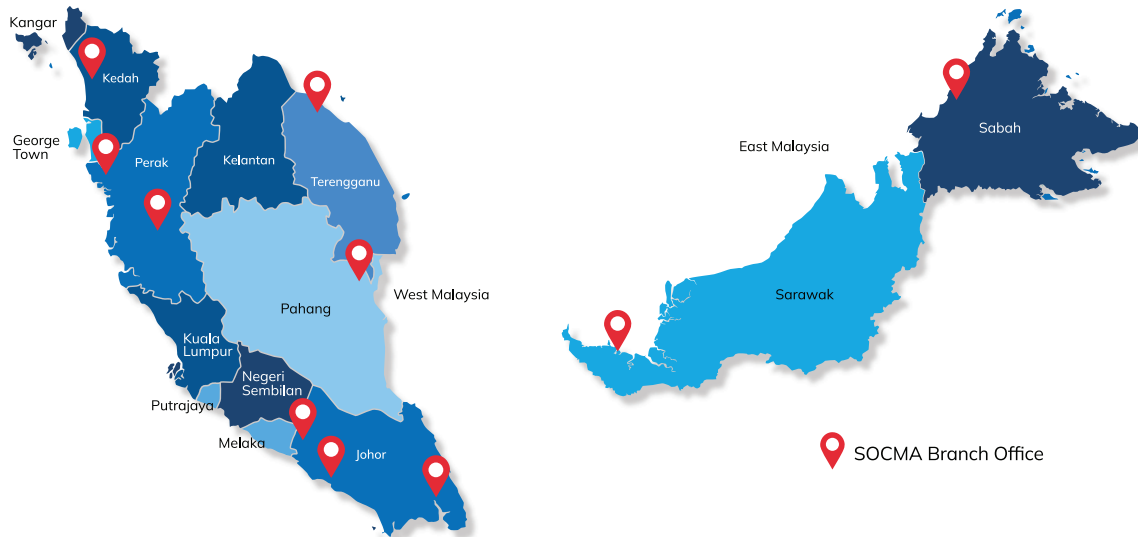 Kangar
Kedah
George
Town
Perak
Kelantan
Terengganu
West Malaysia
Pahang
Kuala
Lumpur
Negeri
Sembilan
Putrajaya
Melaka
Johor
East Malaysia
Sabah
Sarawak
SOCMA Branch Office